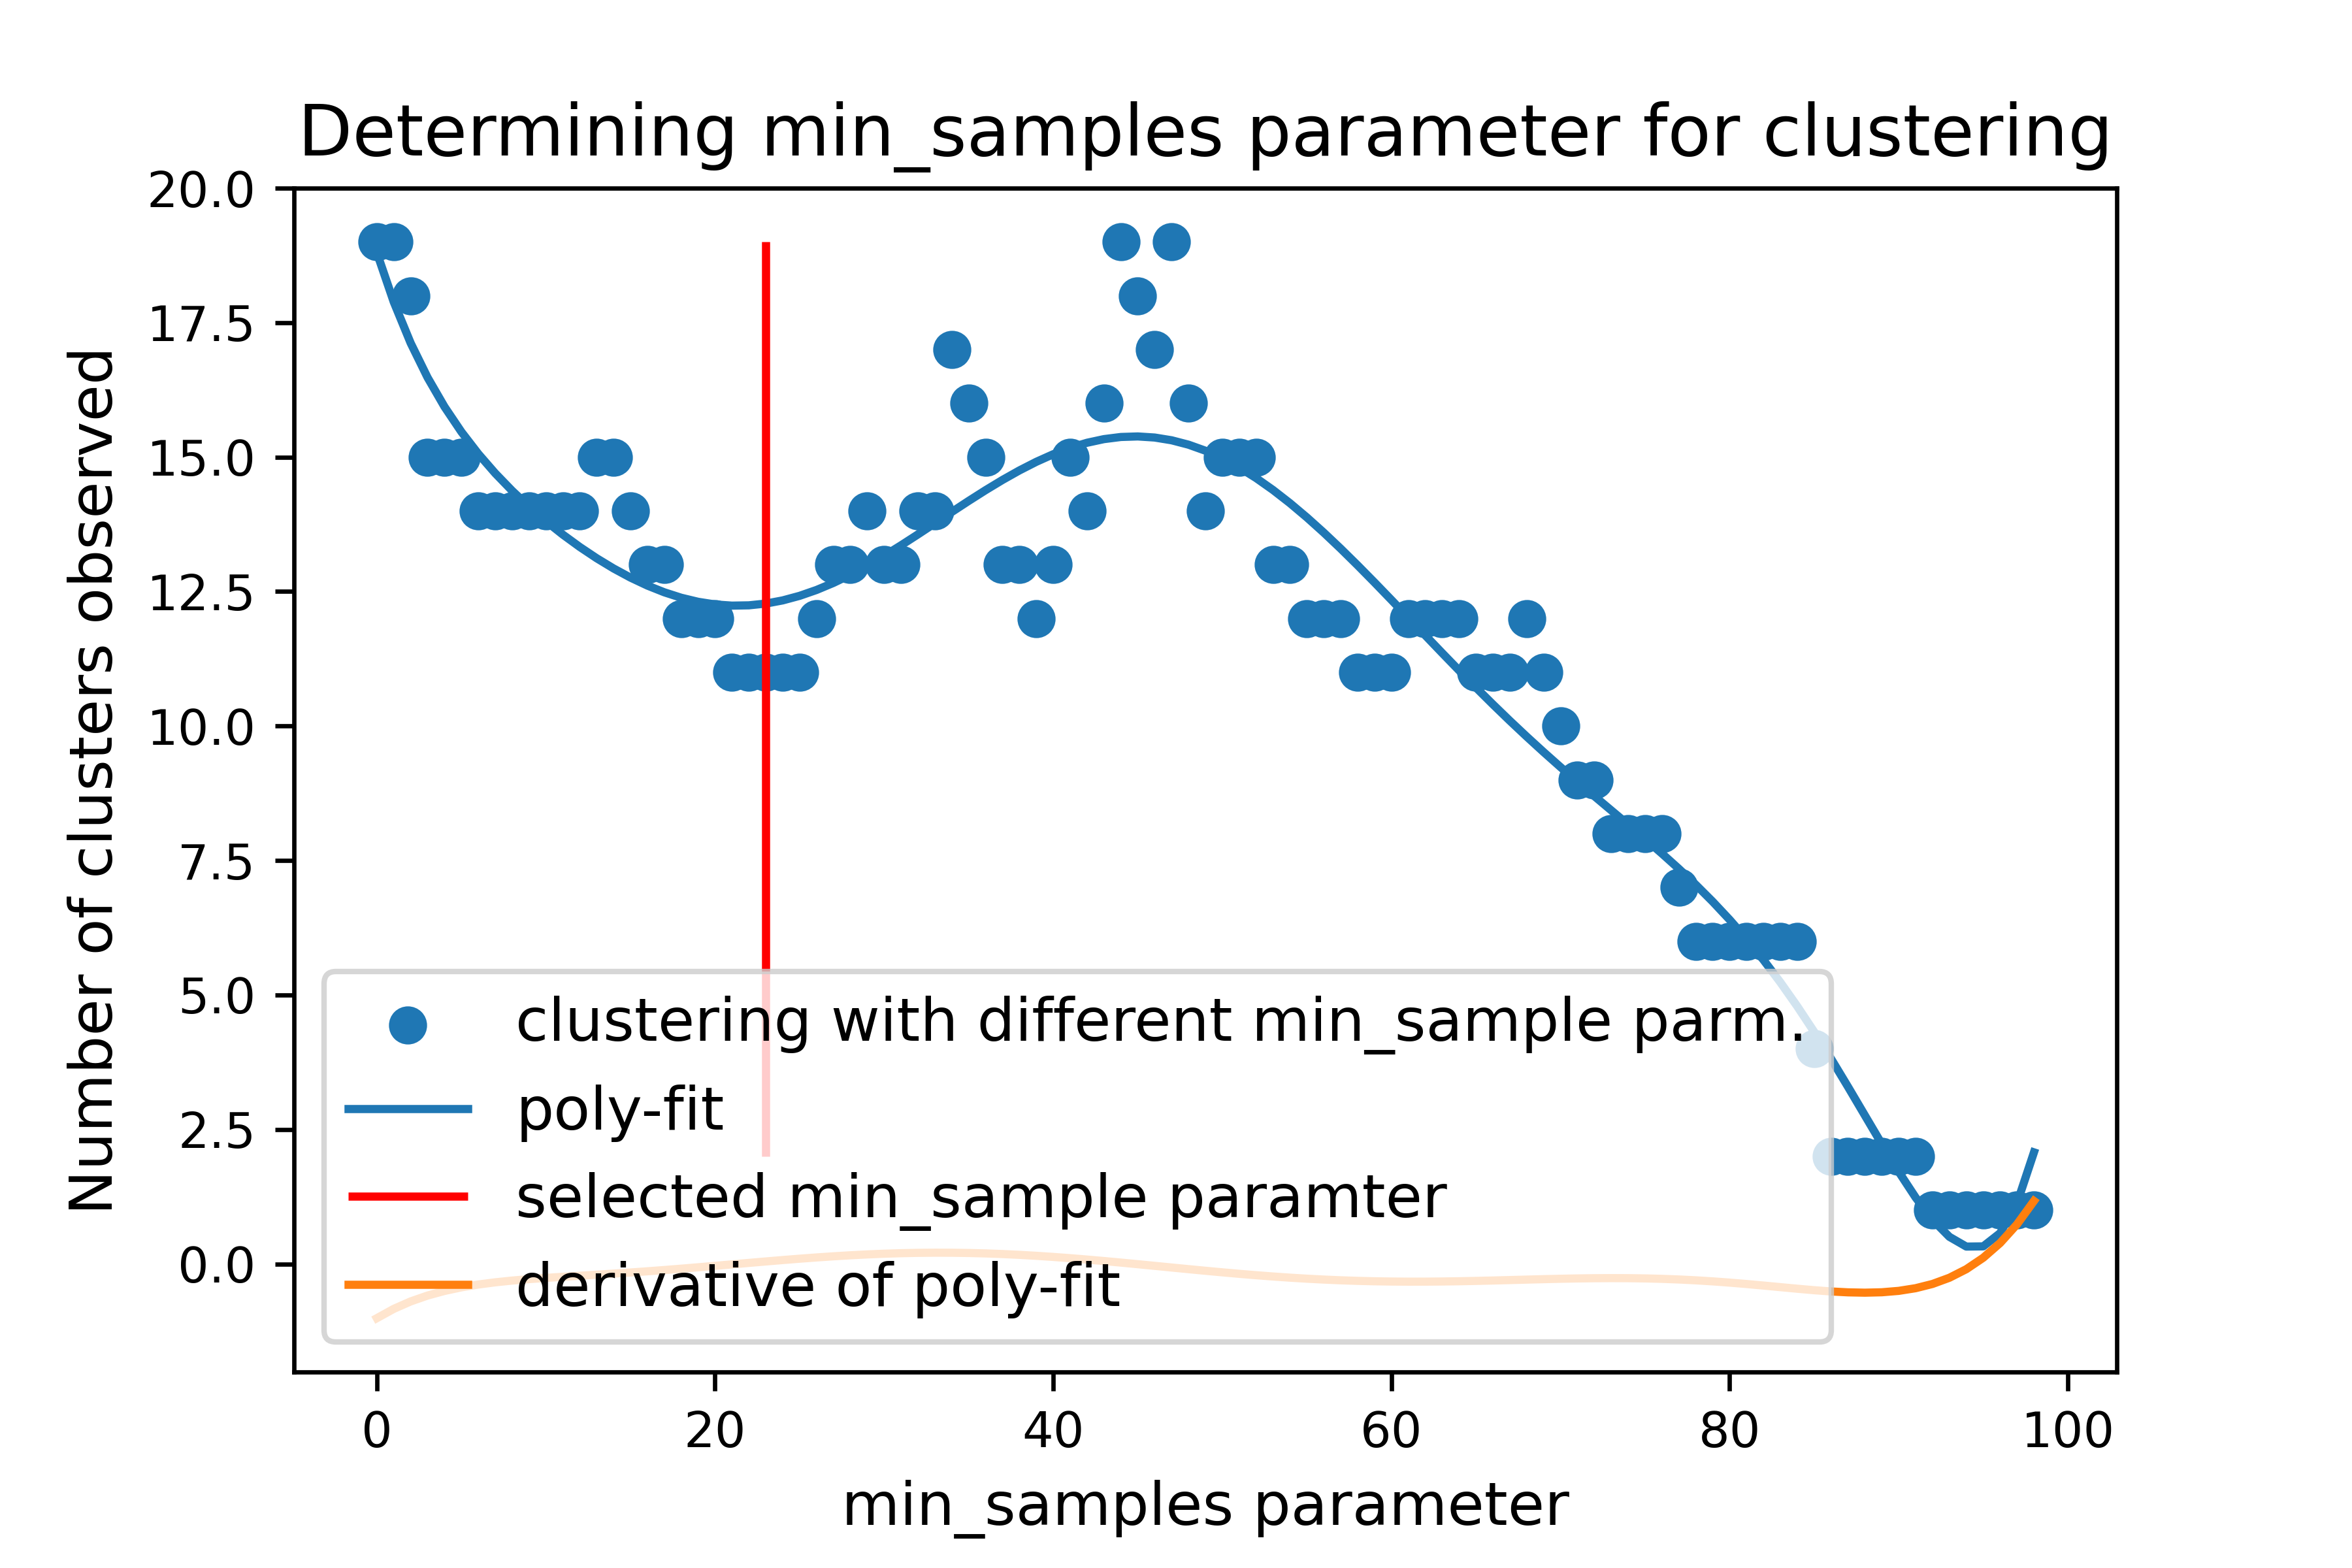 Determining min_samples parameter for clustering
20.0
17.5
15.0
12.5
10.0
7.5
5.0
2.5
0.0
Number of clusters observed
clustering with different min_sample parm.
poly-fit
selected min_sample paramter
derivative of poly-fit
0 20 40 60 80 100
min_samples parameter